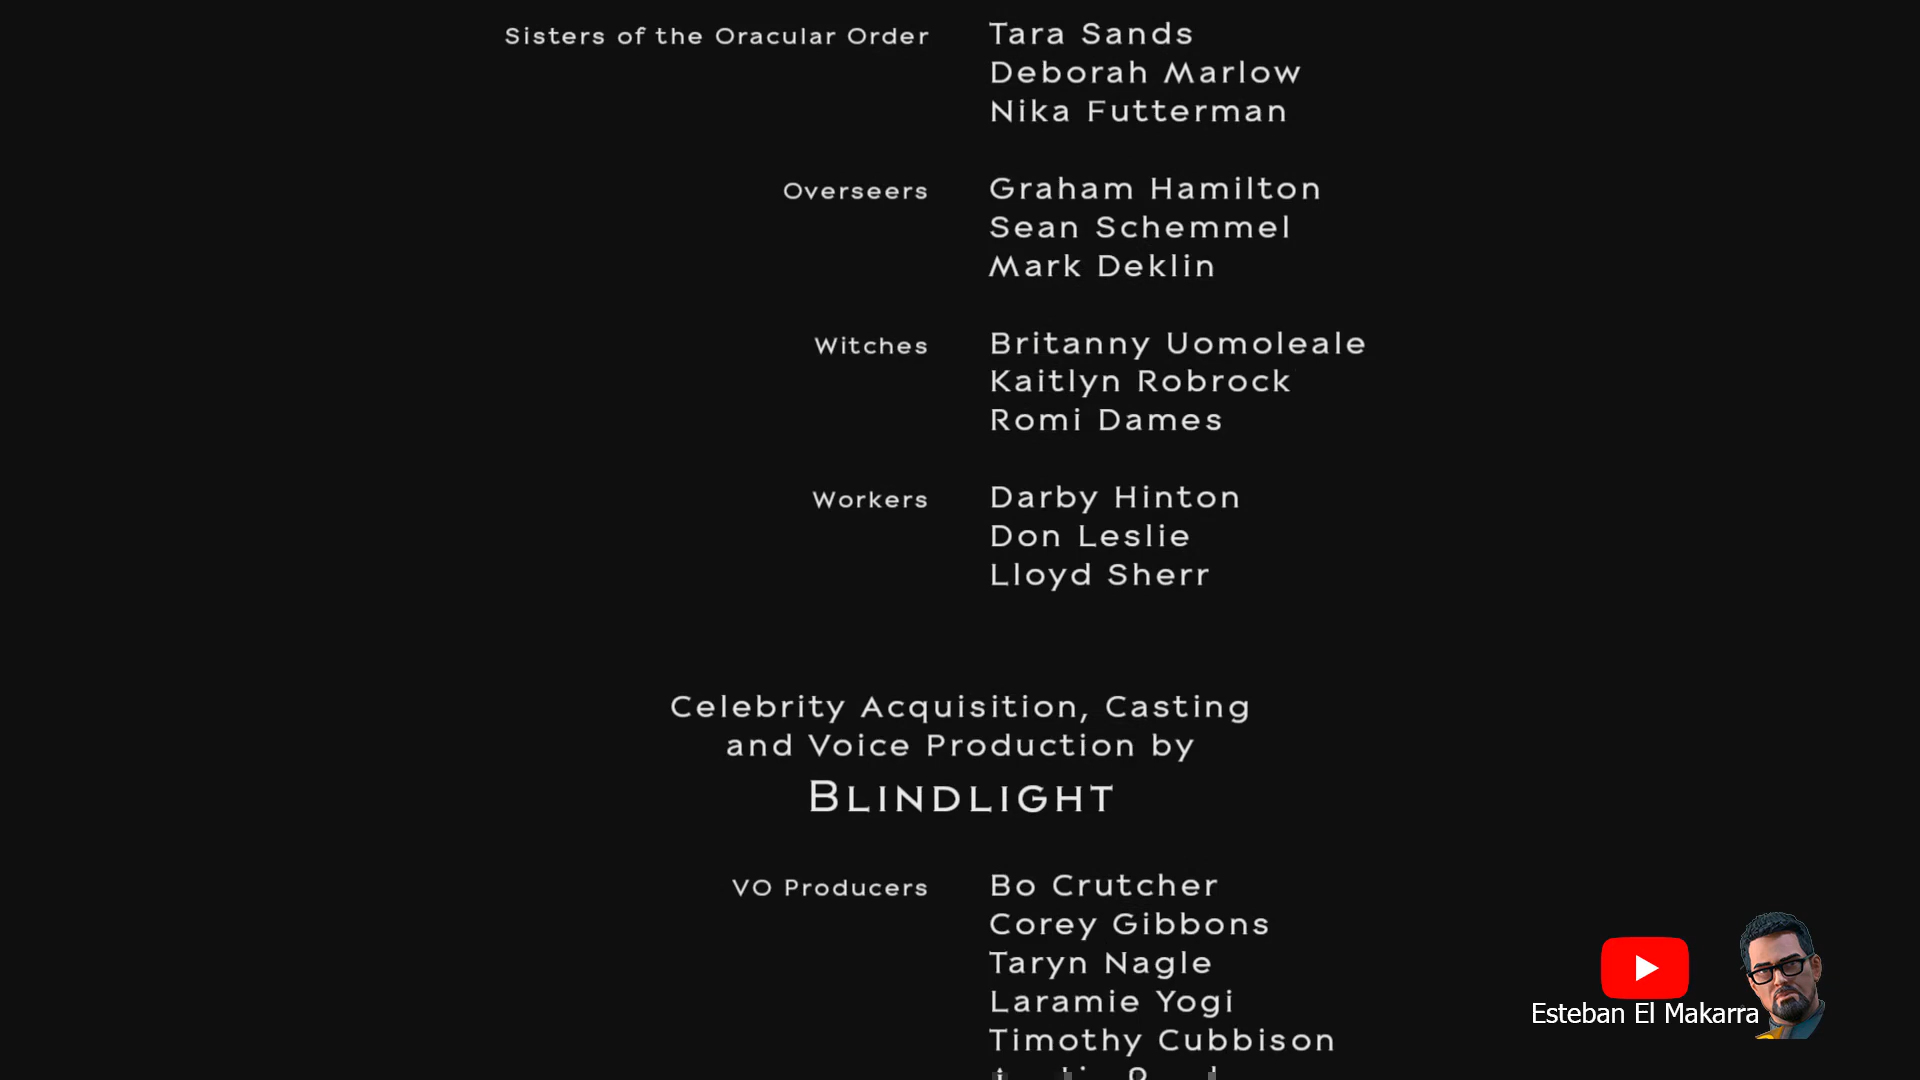 Sisters of the Oracular Order Tara Sands
Deborah Marlow
Nika Futterman
Overseers Graham Hamilton
Sean Schemmel
Mark Deklin
Witches Britanny Uomoleale
Kaitlyn Robrock
Romi Dames
Workers Darby Hinton
Don Leslie
Lloyd Sherr
Celebrity Acquisition, Casting
and Voice Production by
BLINDLIGHT
VO Producers Bo Crutcher
Corey Gibbons
Taryn Nagle
Laramie Yogi
Timothy Cubbison
Esteban El Makarra